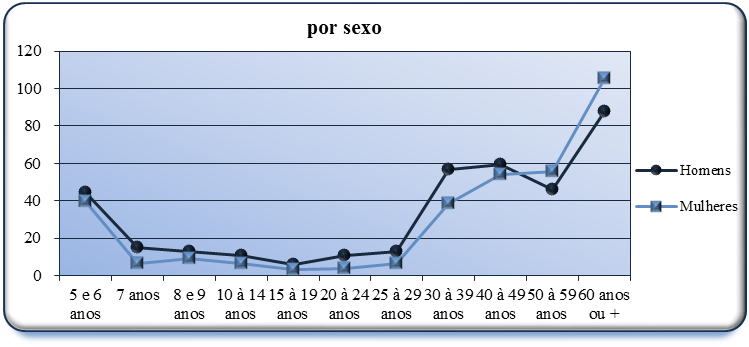 por sexo
120
100
80
60
40
20
0
5 e 6 anos
7 anos
8 e 9 anos
10 à 14 anos
15 à 19 anos
20 à 24 anos
25 à 29 anos
30 à 39 anos
40 à 49 anos
50 à 59 anos
60 anos ou +
Homens
Mulheres